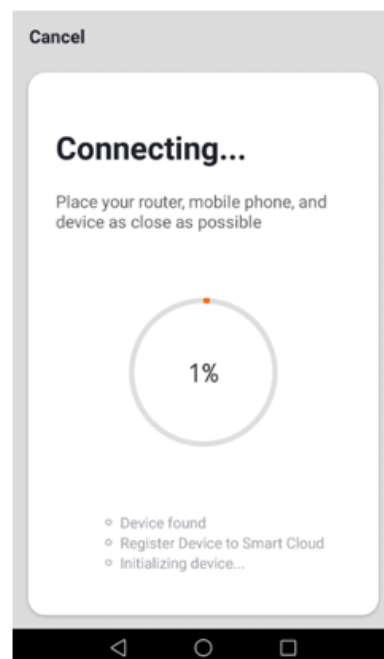 Cancel
Connecting...
Place your router, mobile phone, and
device as close as possible
1%
Device found
Register Device to Smart Cloud
Initializing device...